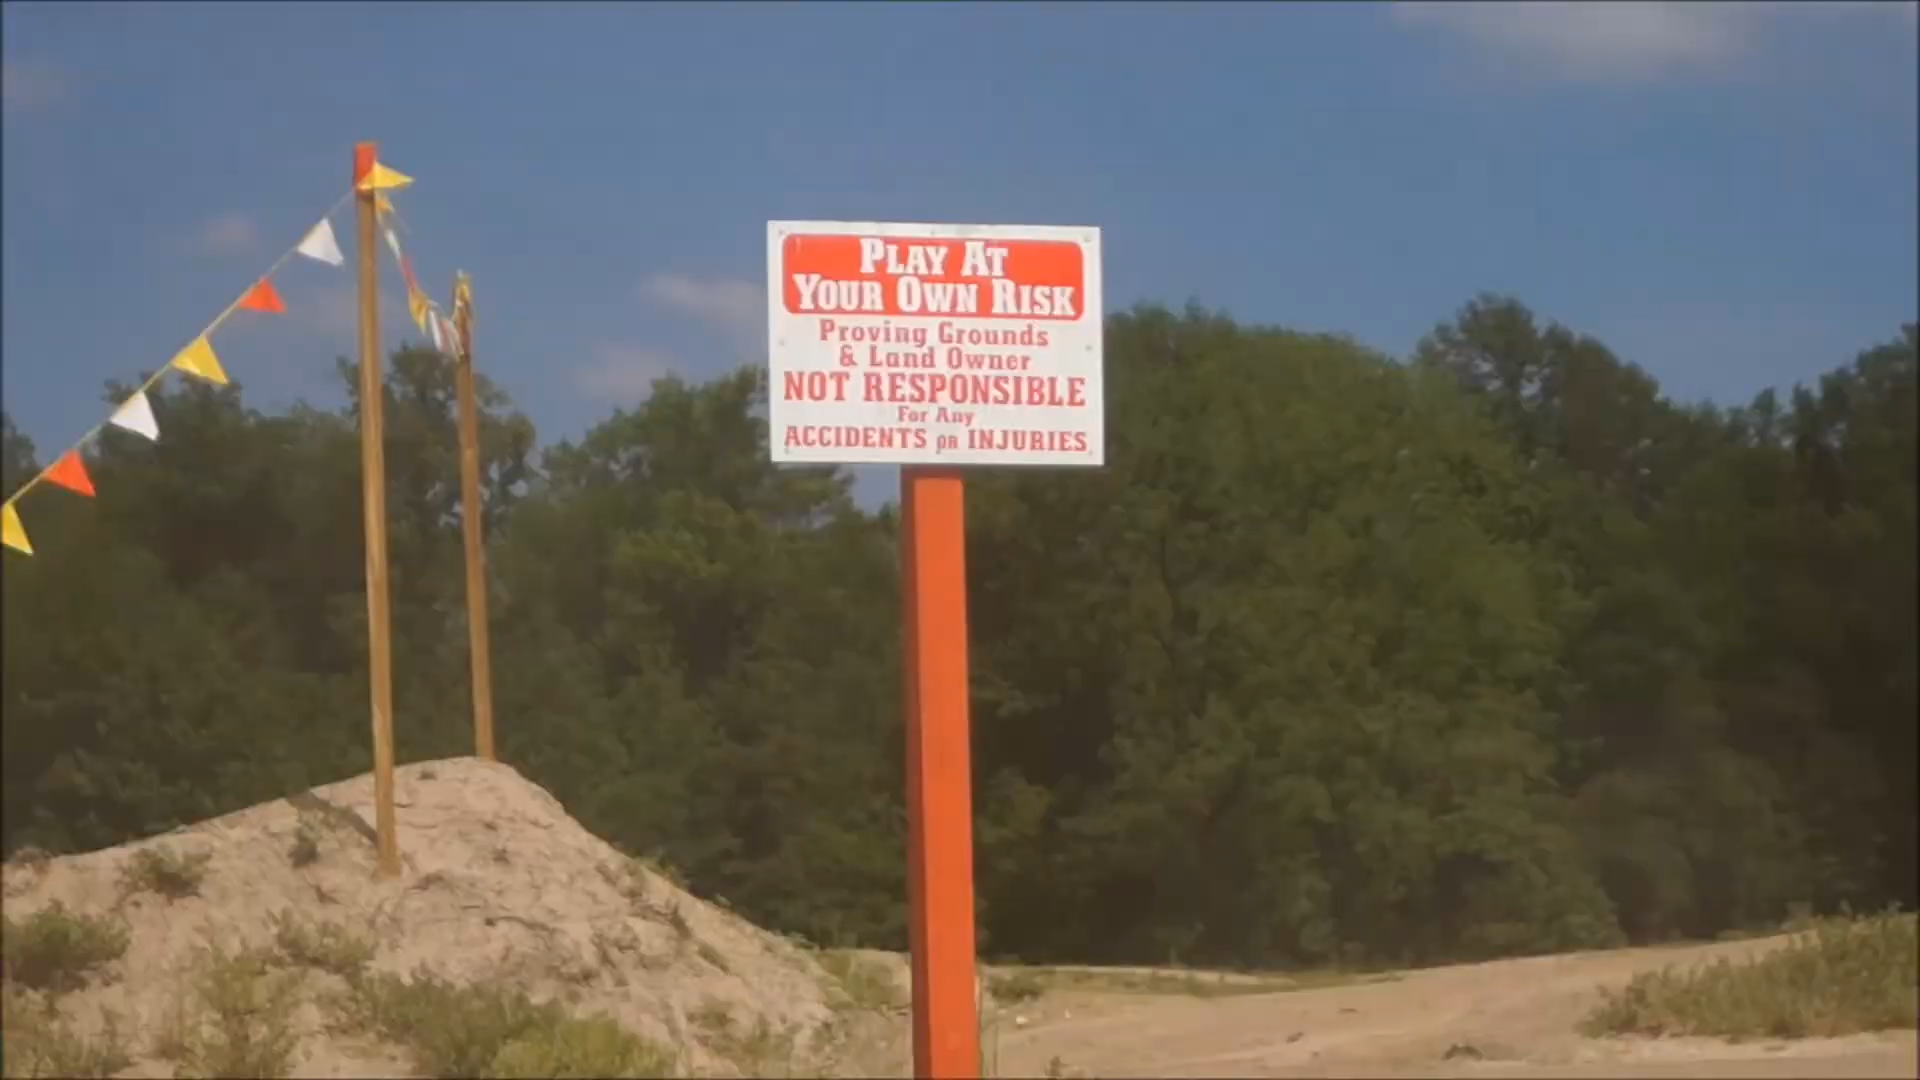 PLAY AT
YOUR OWN RISK
Proving Grounds
& Land Owner
NOT RESPONSIBLE
For Any
ACCIDENTS OR INJURIES